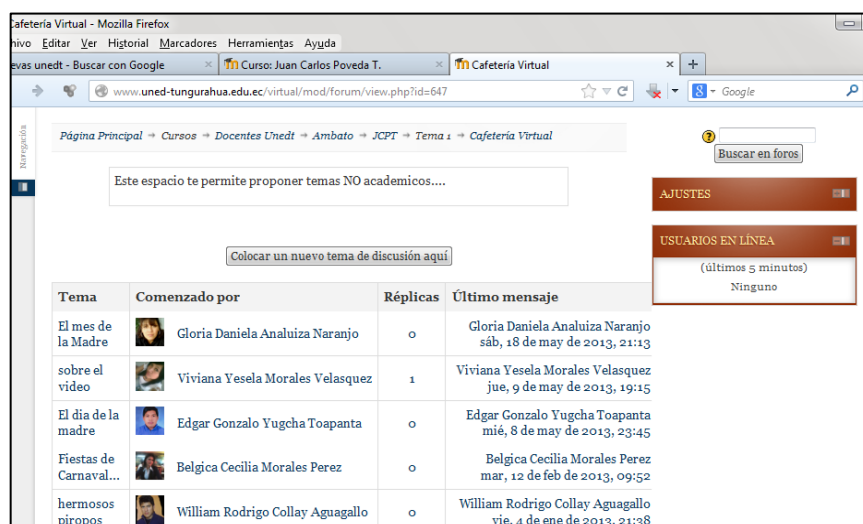 Cafetería Virtual - Mozilla Firefox
hivo Editar Ver Historial Marcadores Herramientas Ayuda
evas unedt - Buscar con Google × Curso: Juan Carlos Poveda T. × Cafetería Virtual × +
www.uned-tungurahua.edu.ec/virtual/mod/forum/view.php?id=647
Google
Navegación
Página Principal → Cursos → Docentes Unedt → Ambato → JCPT → Tema 1 → Cafetería Virtual
Buscar en foros
Este espacio te permite proponer temas NO academicos....
AJUSTES
USUARIOS EN LÍNEA
(últimos 5 minutos)
Ninguno
Colocar un nuevo tema de discusión aquí
Tema Comenzado por Réplicas Último mensaje
El mes de la Madre Gloria Daniela Analuiza Naranjo 0 Gloria Daniela Analuiza Naranjo
sáb, 18 de may de 2013, 21:13
sobre el video Viviana Yesela Morales Velasquez 1 Viviana Yesela Morales Velasquez
jue, 9 de may de 2013, 19:15
El dia de la madre Edgar Gonzalo Yugcha Toapanta 0 Edgar Gonzalo Yugcha Toapanta
mié, 8 de may de 2013, 23:45
Fiestas de Carnaval... Belgica Cecilia Morales Perez 0 Belgica Cecilia Morales Perez
mar, 12 de feb de 2013, 09:52
hermosos piropos William Rodrigo Collay Aguagallo 0 William Rodrigo Collay Aguagallo
vie, 4 de ene de 2013, 21:38